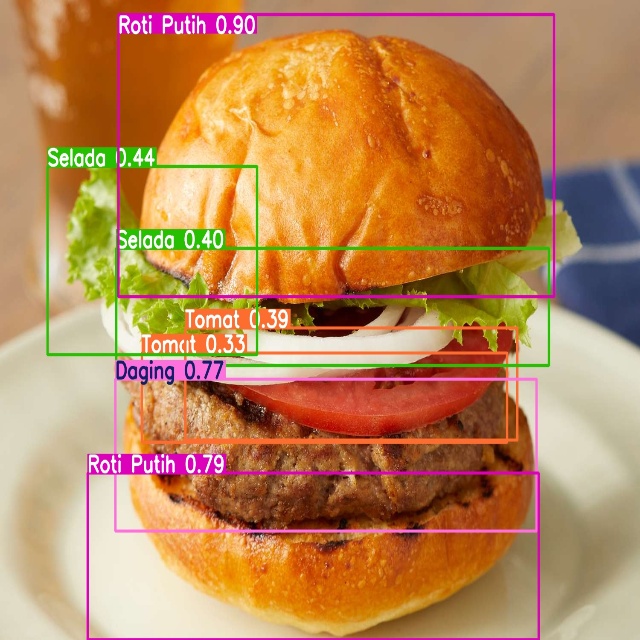 Roti Putih 0.90
Selada 0.44
Selada 0.40
Tomat 0.39
Tomat 0.33
Daging 0.77
Roti Putih 0.79